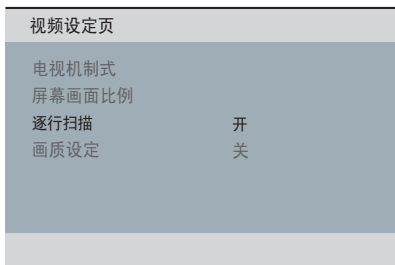 视频设定页
电视机制式
屏幕画面比例
逐行扫描 开
画质设定 关